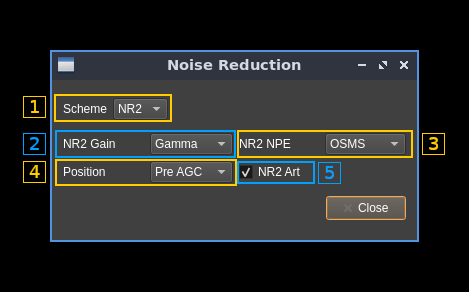 Noise Reduction
1 Scheme NR2
2 NR2 Gain Gamma NR2 NPE OSMS 3
4 Position Pre AGC NR2 Art 5
Close